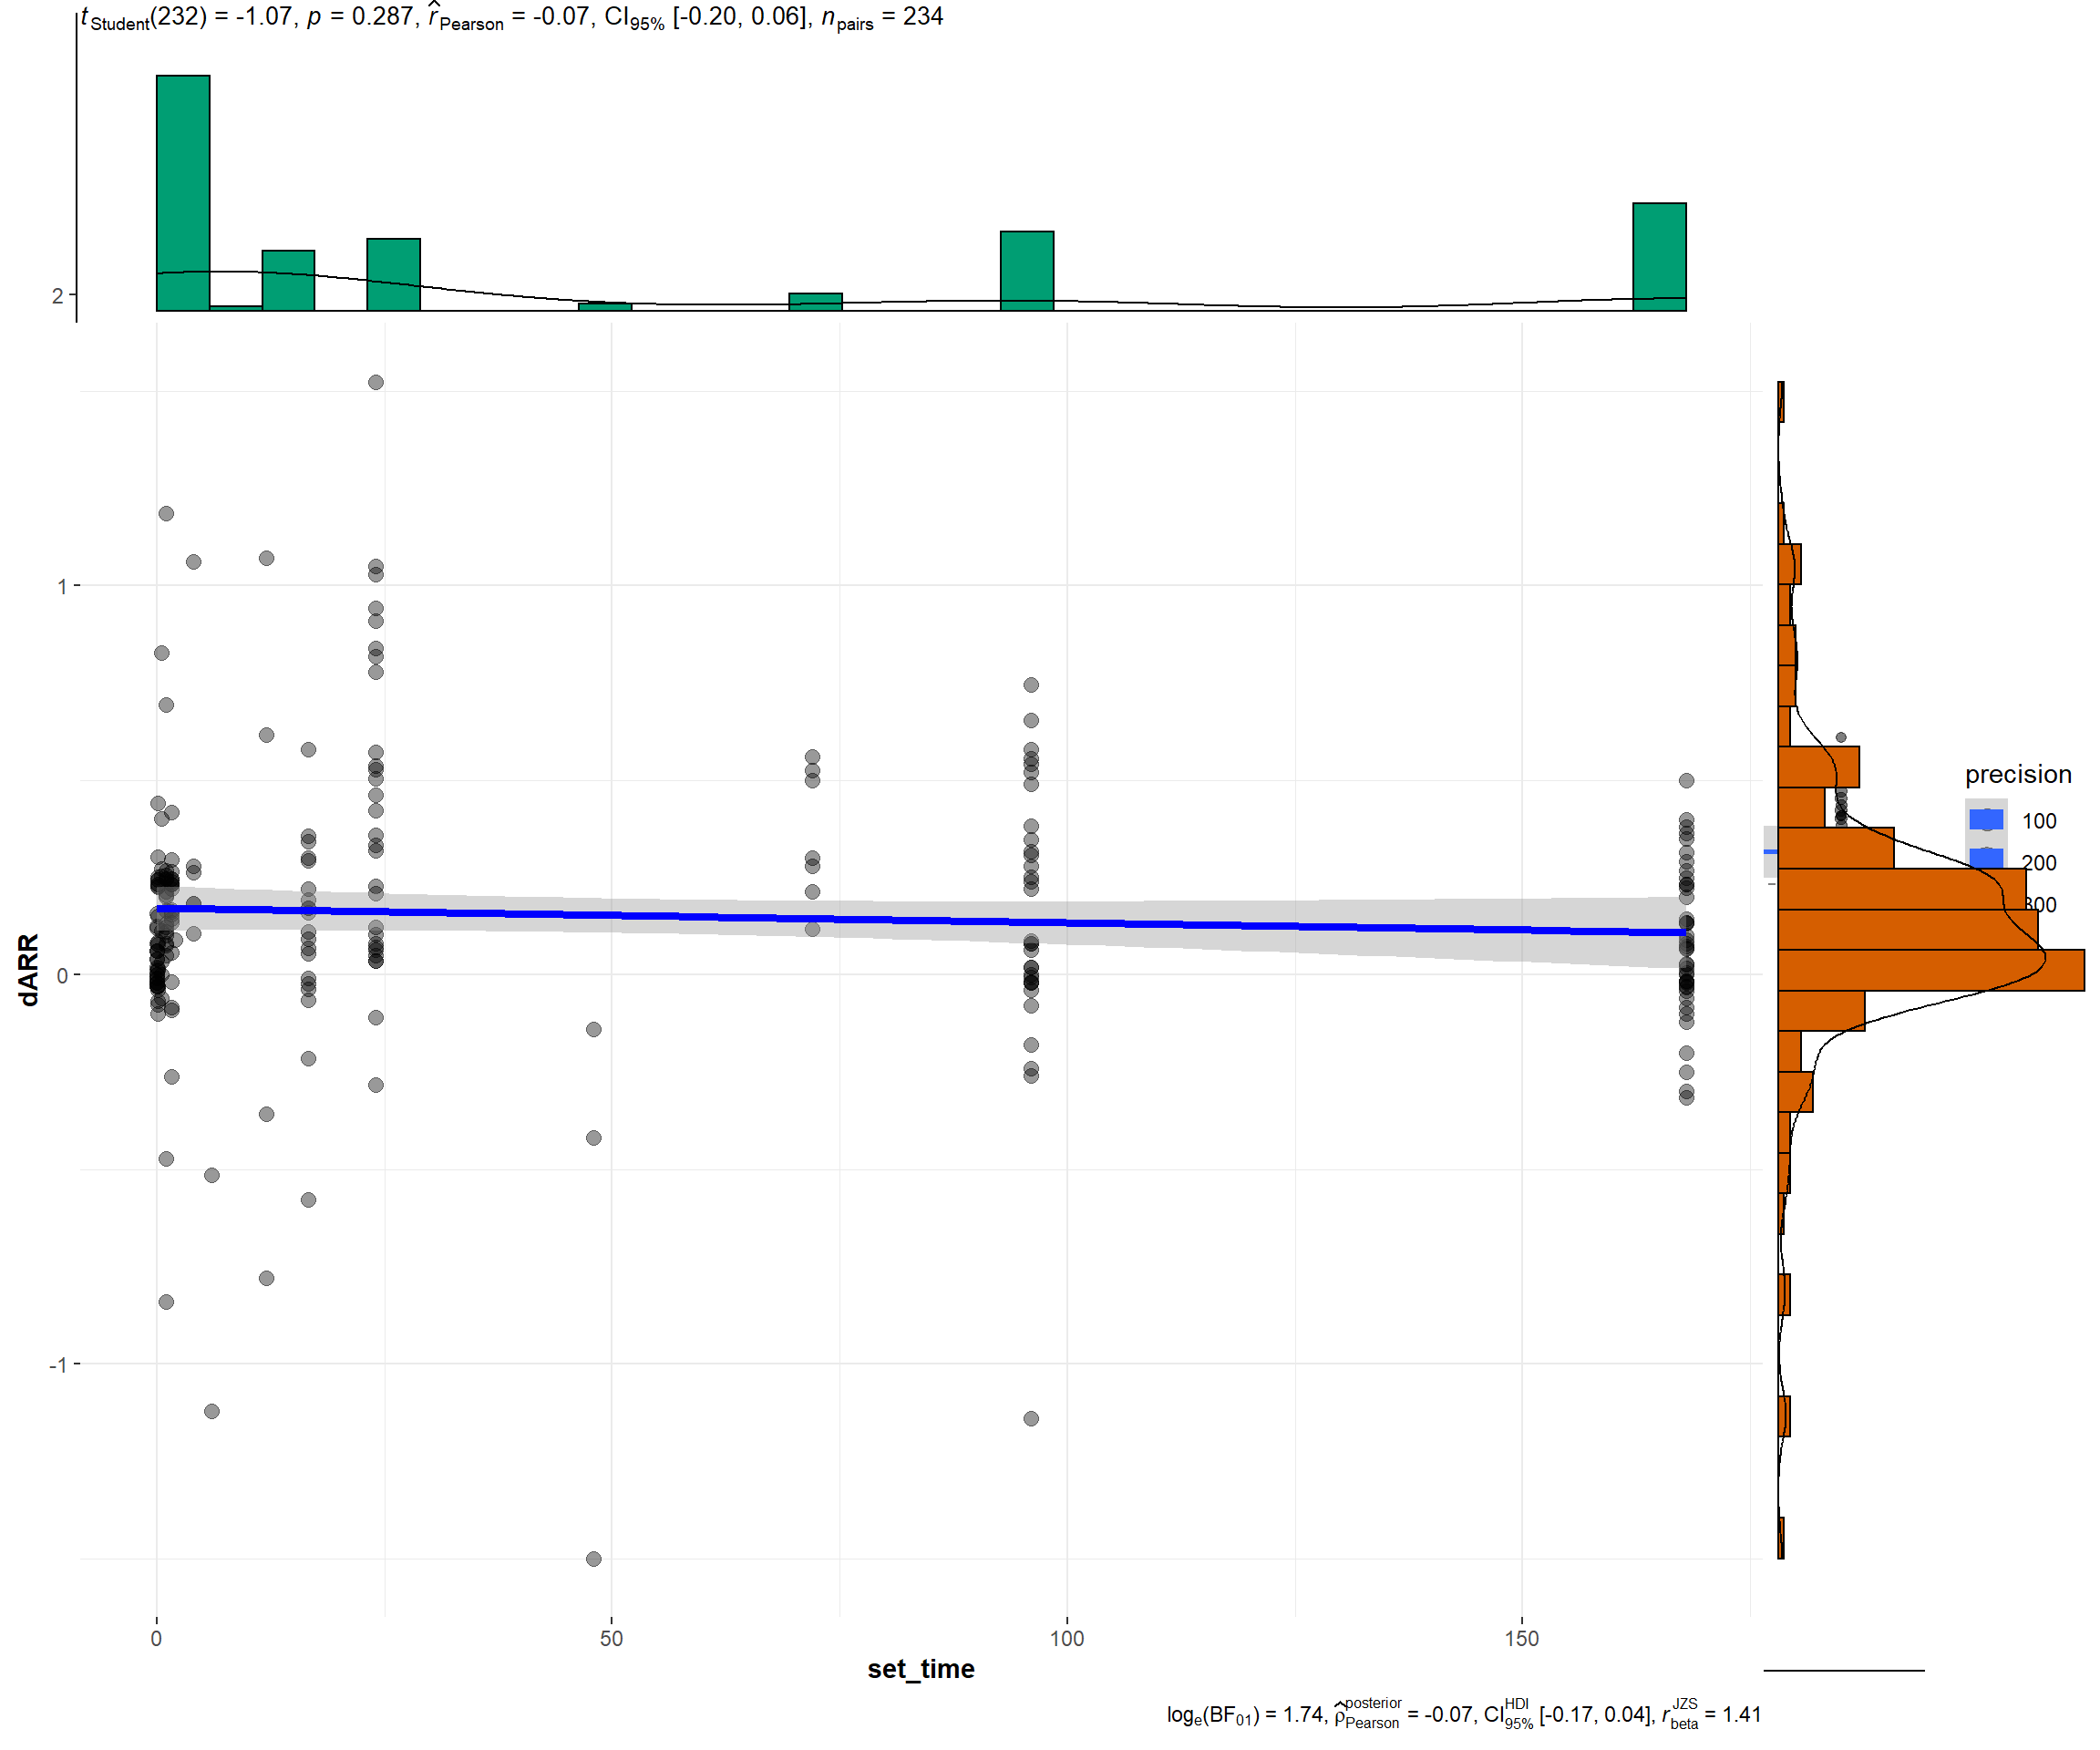 t̂Student(232) = -1.07, p = 0.287, r̂Pearson = -0.07, CI95% [-0.20, 0.06], npairs = 234
2
1
0
-1
dARR
precision
100
200
300
0
50
100
150
set_time
loge(BF01) = 1.74, ρ̂posteriorPearson = -0.07, CIHDI95% [-0.17, 0.04], rJZSbeta = 1.41